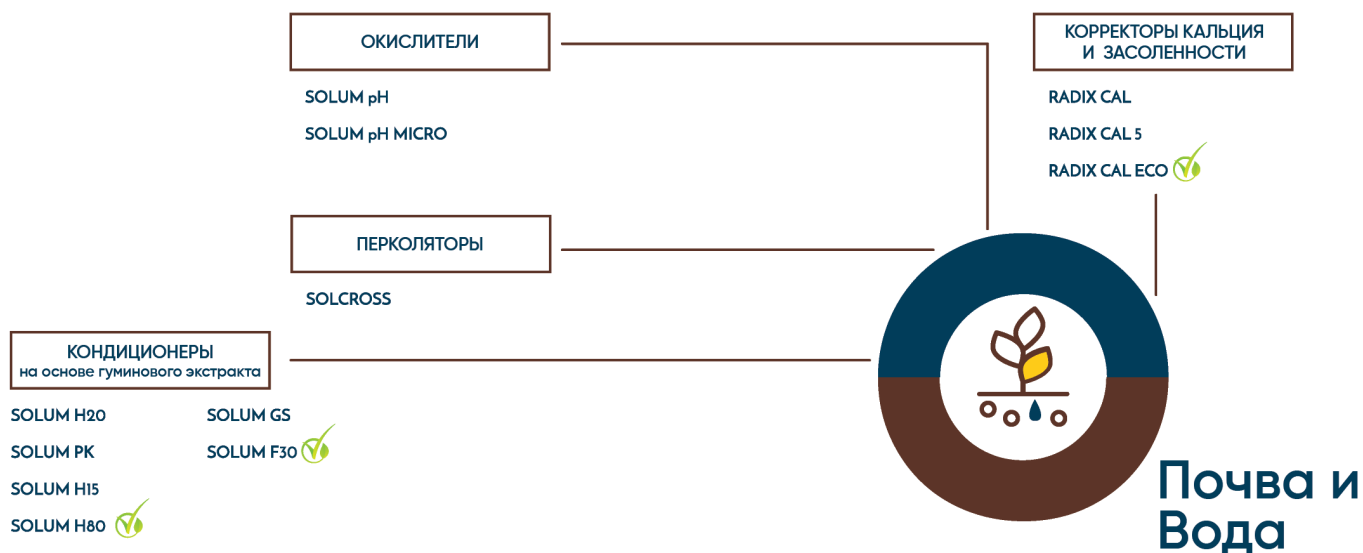 ОКИСЛИТЕЛИ
SOLUM pH
SOLUM pH MICRO
КОРРЕКТОРЫ КАЛЬЦИЯ
И ЗАСОЛЕННОСТИ
RADIX CAL
RADIX CAL 5
RADIX CAL ECO
ПЕРКОЛЯТОРЫ
SOLCROSS
КОНДИЦИОНЕРЫ
на основе гуминового экстракта
SOLUM H20
SOLUM PK
SOLUM H15
SOLUM H80
SOLUM GS
SOLUM F30
Почва и
Вода